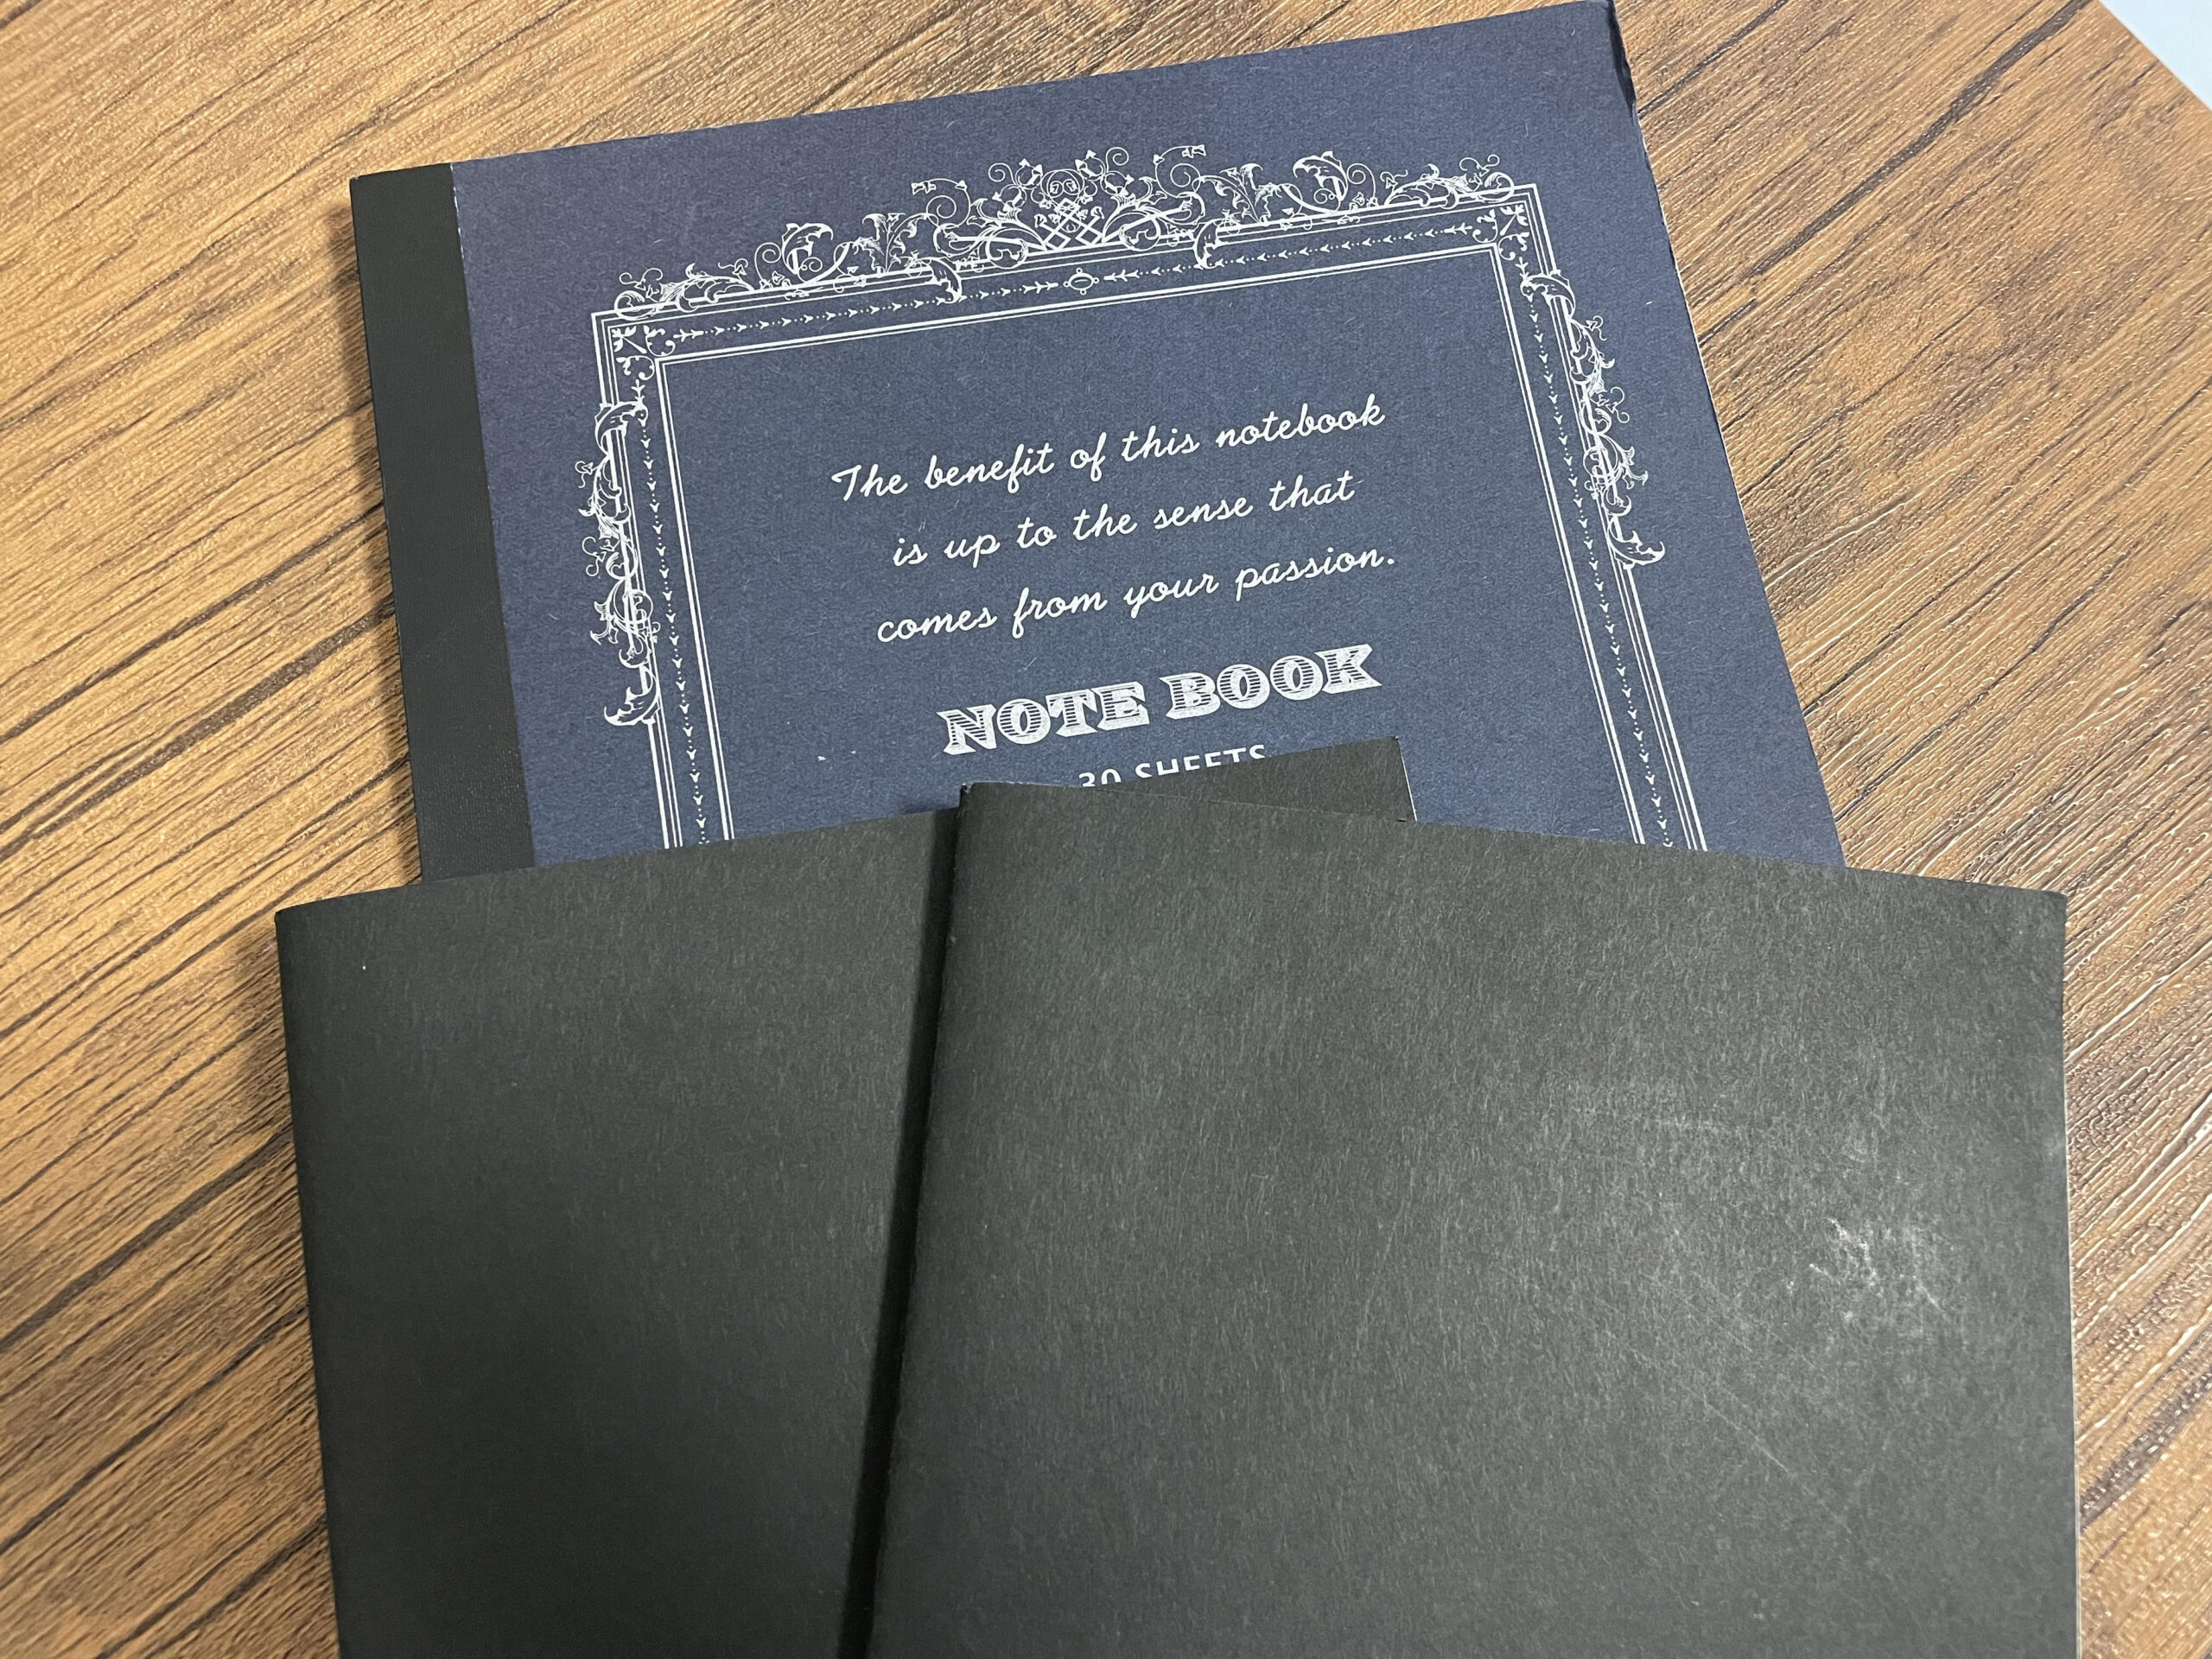 The benefit of this notebook
is up to the sense that
comes from your passion.
NOTE BOOK
30 SHEETS